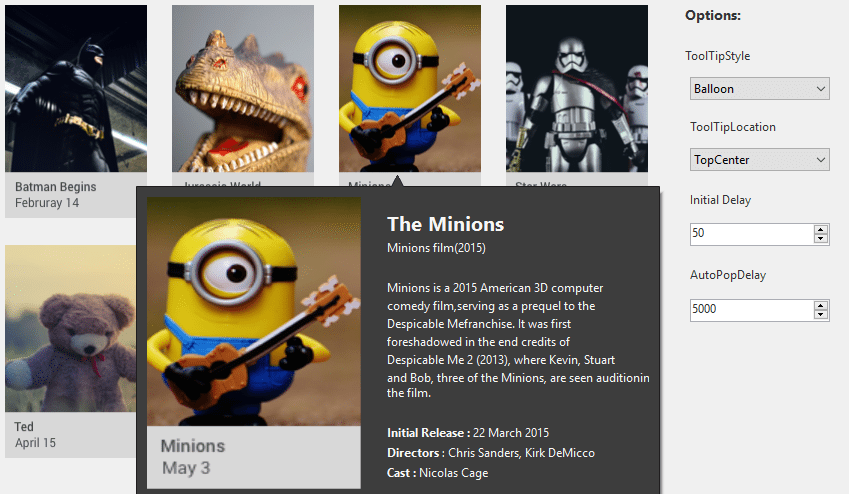 Options:
ToolTipStyle
Balloon
ToolTipLocation
TopCenter
Initial Delay
50
AutoPopDelay
5000
Batman Begins
Februray 14
Jurassic World
Minions
Star Wars
The Minions
Minions film(2015)
Minions is a 2015 American 3D computer
comedy film,serving as a prequel to the
Despicable Mefranchise. It was first
foreshadowed in the end credits of
Despicable Me 2 (2013), where Kevin, Stuart
and Bob, three of the Minions, are seen auditionin
the film.
Initial Release : 22 March 2015
Directors : Chris Sanders, Kirk DeMicco
Cast : Nicolas Cage
Minions
May 3
Ted
April 15